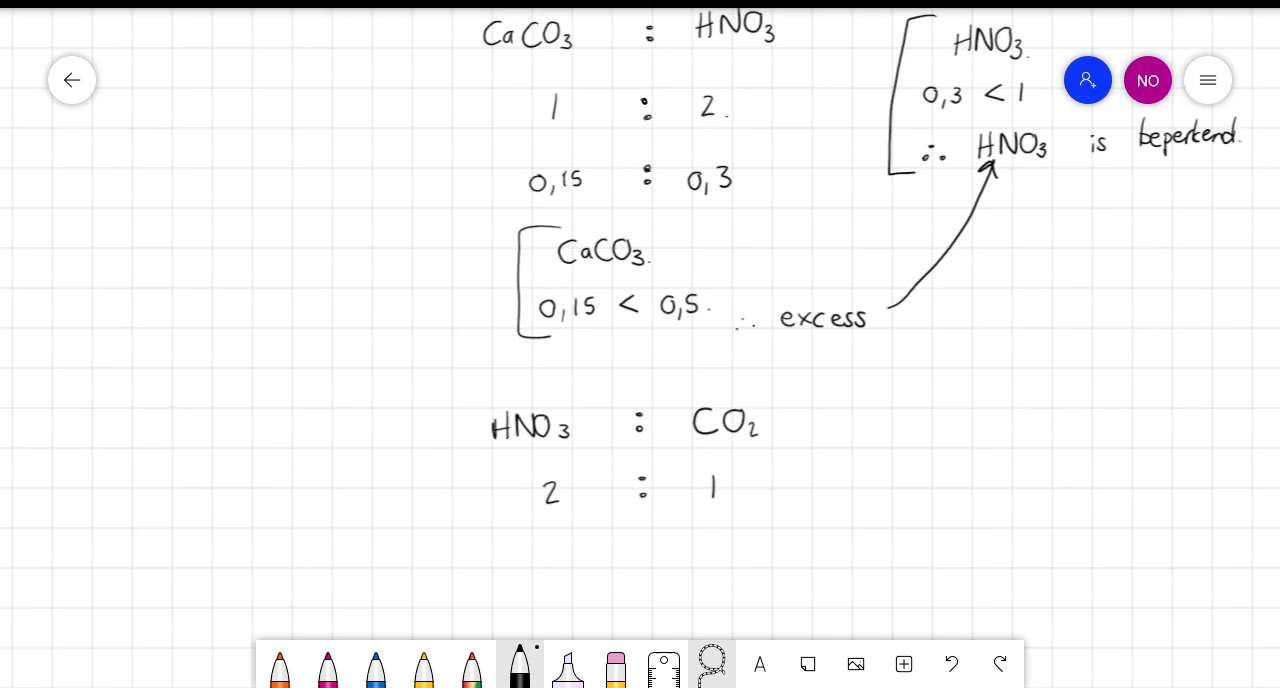 CaCO3 : HNO3
1 : 2.
0,15 : 0,3
CaCO3.
0,15 < 0,5. ∴ excess
HNO3.
0,3 < 1
∴ HNO3 is beperkend.
NO
HNO3 : CO2
2 : 1
A